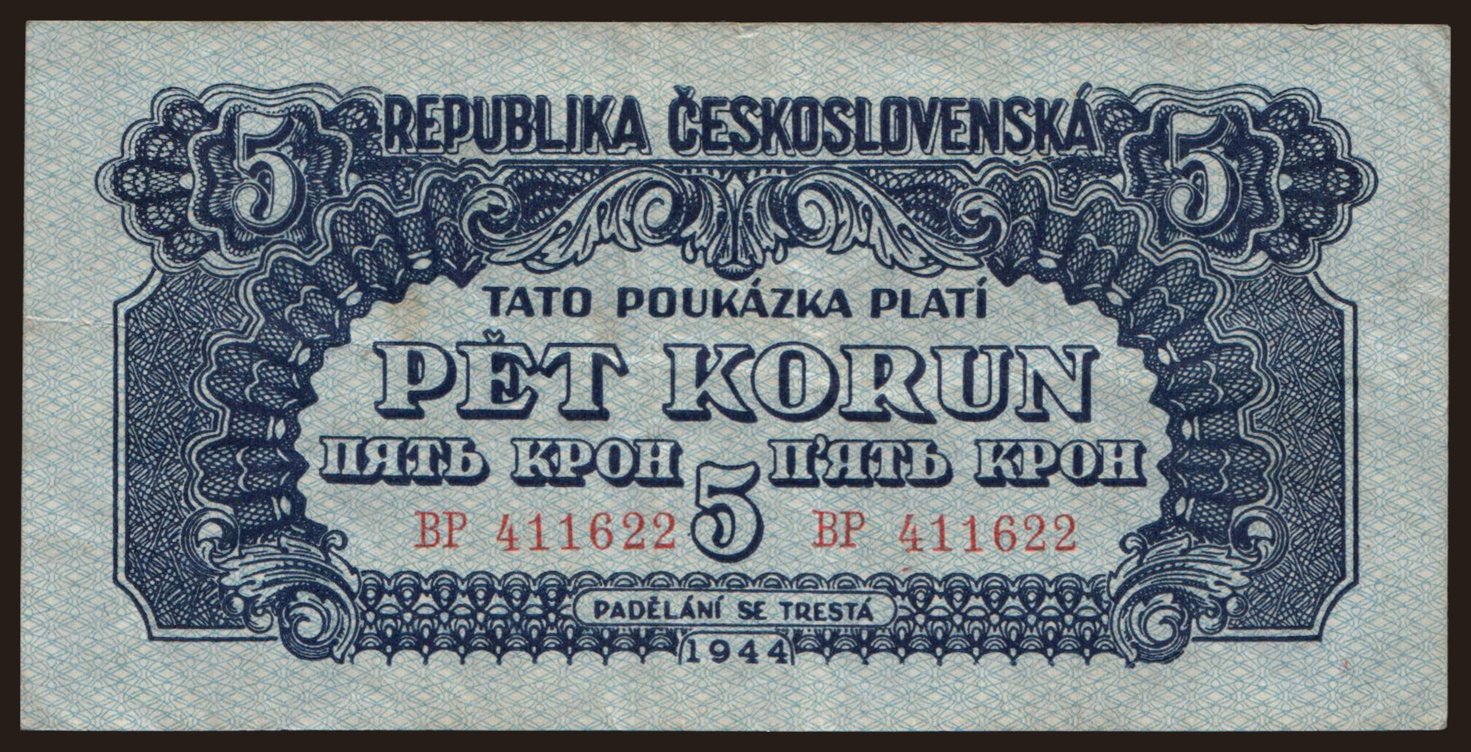 5 REPUBLIKA ČESKOSLOVENSKÁ 5
TATO POUKÁZKA PLATÍ
PĚT KORUN
ПЯТЬ КРОН П'ЯТЬ КРОН
5
BP 411622 BP 411622
PADĚLÁNÍ SE TRESTÁ
1944